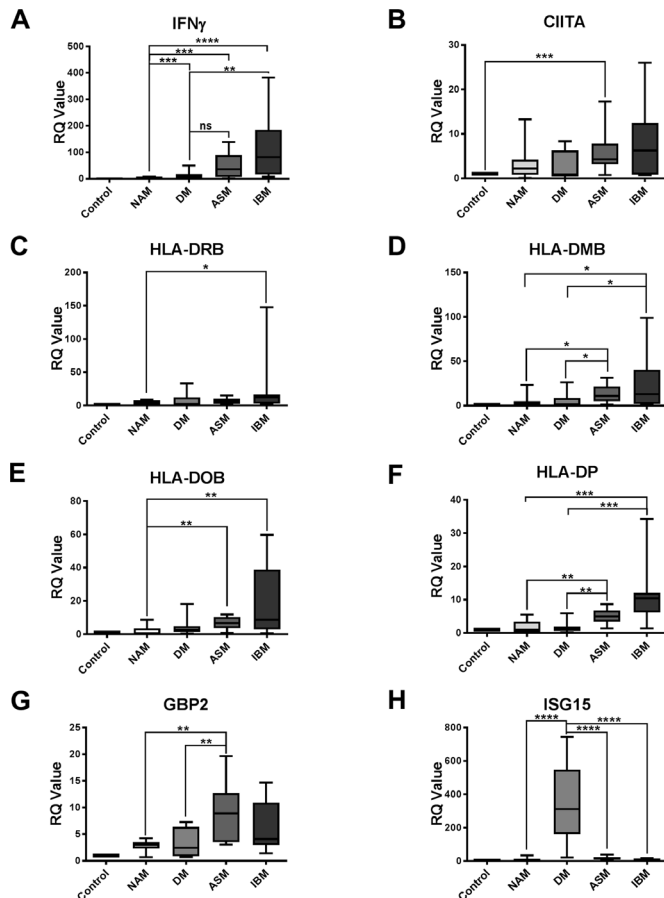 A
IFNγ
RQ Value
500
400
300
200
100
0
****
***
***
**
ns
Control
NAM
DM
ASM
IBM
B
CIITA
RQ Value
30
20
10
0
***
Control
NAM
DM
ASM
IBM
C
HLA-DRB
RQ Value
200
150
100
50
0
*
Control
NAM
DM
ASM
IBM
D
HLA-DMB
RQ Value
150
100
50
0
*
*
*
*
Control
NAM
DM
ASM
IBM
E
HLA-DOB
RQ Value
80
60
40
20
0
**
**
Control
NAM
DM
ASM
IBM
F
HLA-DP
RQ Value
40
30
20
10
0
***
***
**
**
Control
NAM
DM
ASM
IBM
G
GBP2
RQ Value
25
20
15
10
5
0
**
**
Control
NAM
DM
ASM
IBM
H
ISG15
RQ Value
800
600
400
200
0
****
****
****
Control
NAM
DM
ASM
IBM